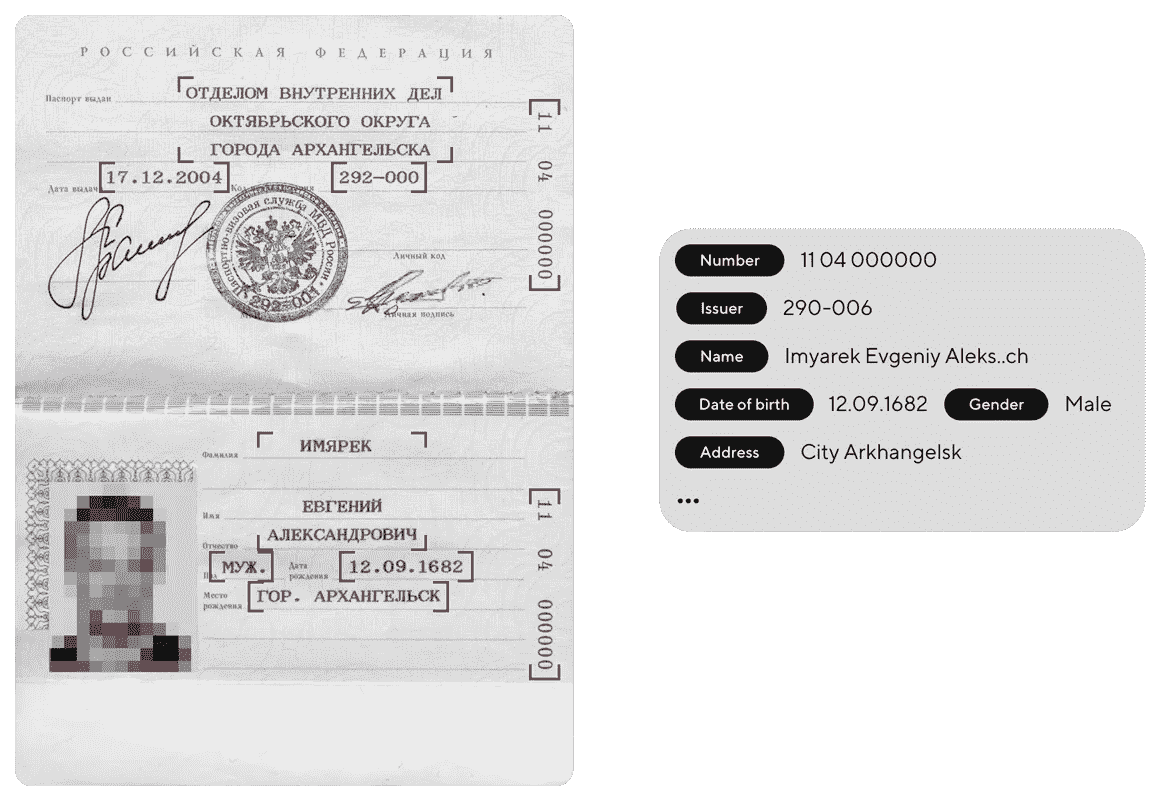 РОССИЙСКАЯ ФЕДЕРАЦИЯ
Паспорт выдан ОТДЕЛОМ ВНУТРЕННИХ ДЕЛ
ОКТЯБРЬСКОГО ОКРУГА
ГОРОДА АРХАНГЕЛЬСКА
Дата выдачи 17.12.2004 Код 292-000
11 04 000000
Паспортно-визовая служба МВД России
292-001
Личный код
Личная подпись
Фамилия ИМЯРЕК
Имя ЕВГЕНИЙ
Отчество АЛЕКСАНДРОВИЧ
Пол МУЖ. Дата рождения 12.09.1682
Место рождения ГОР. АРХАНГЕЛЬСК
11 04 000000
Number 11 04 000000
Issuer 290-006
Name Imyarek Evgeniy Aleks..ch
Date of birth 12.09.1682 Gender Male
Address City Arkhangelsk
...